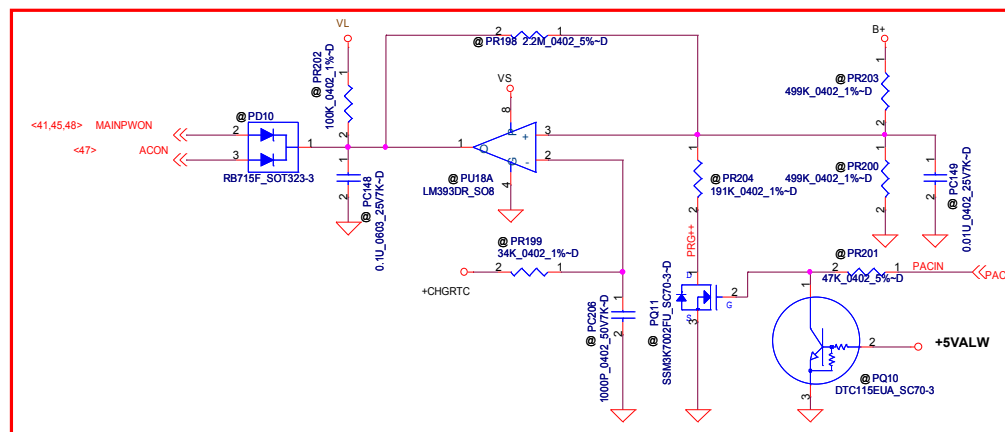 VL
B+
2
1
@ PR198 2.2M_0402_5%~D
@ PR202
100K_0402_1%~D
1
2
VS
@ PR203
499K_0402_1%~D
1
2
@ PD10
<41,45,48> MAINPWON
<47> ACON
2
3
1
RB715F_SOT323-3
8
P
+
-
O
G
1
3
2
4
@ PU18A
LM393DR_SO8
@ PC148
0.1U_0603_25V7K~D
1
2
@ PR204
191K_0402_1%~D
1
2
@ PR200
499K_0402_1%~D
1
2
@ PC149
0.01U_0402_25V7K~D
1
2
@ PR199
34K_0402_1%~D
2
1
+CHGRTC
@ PC206
1000P_0402_50V7K~D
1
2
PRG++
@ PQ11
SSM3K7002FU_SC70-3~D
D
1
S
3
G
2
@ PR201
47K_0402_5%~D
2
1
PACIN
PAC
1
2
3
+5VALW
@ PQ10
DTC115EUA_SC70-3